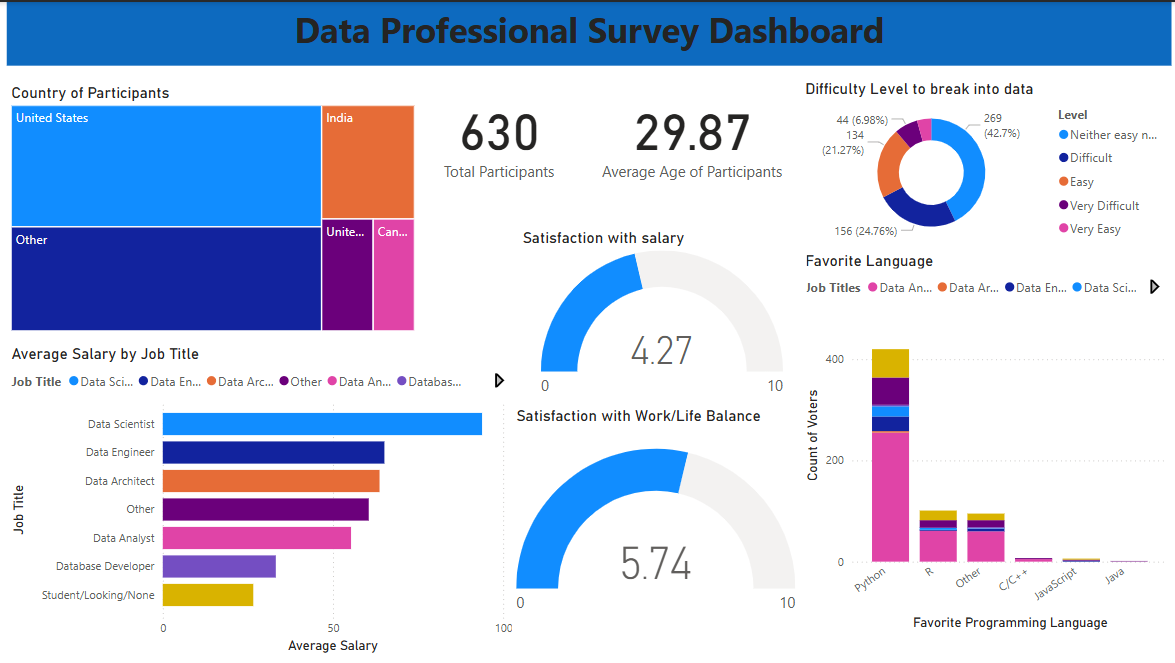 Data Professional Survey Dashboard
Country of Participants
United States
India
Other
Unite...
Can...
630
Total Participants
29.87
Average Age of Participants
Difficulty Level to break into data
44 (6.98%)
134
(21.27%)
269
(42.7%)
156 (24.76%)
Level
Neither easy n...
Difficult
Easy
Very Difficult
Very Easy
Satisfaction with salary
4.27
0
10
Favorite Language
Job Titles
Data An...
Data Ar...
Data En...
Data Sci...
Count of Voters
400
200
0
Python
R
Other
C/C++
JavaScript
Java
Favorite Programming Language
Average Salary by Job Title
Job Title
Data Sci...
Data En...
Data Arc...
Other
Data An...
Databas...
Job Title
Data Scientist
Data Engineer
Data Architect
Other
Data Analyst
Database Developer
Student/Looking/None
0
50
100
Average Salary
Satisfaction with Work/Life Balance
5.74
0
10